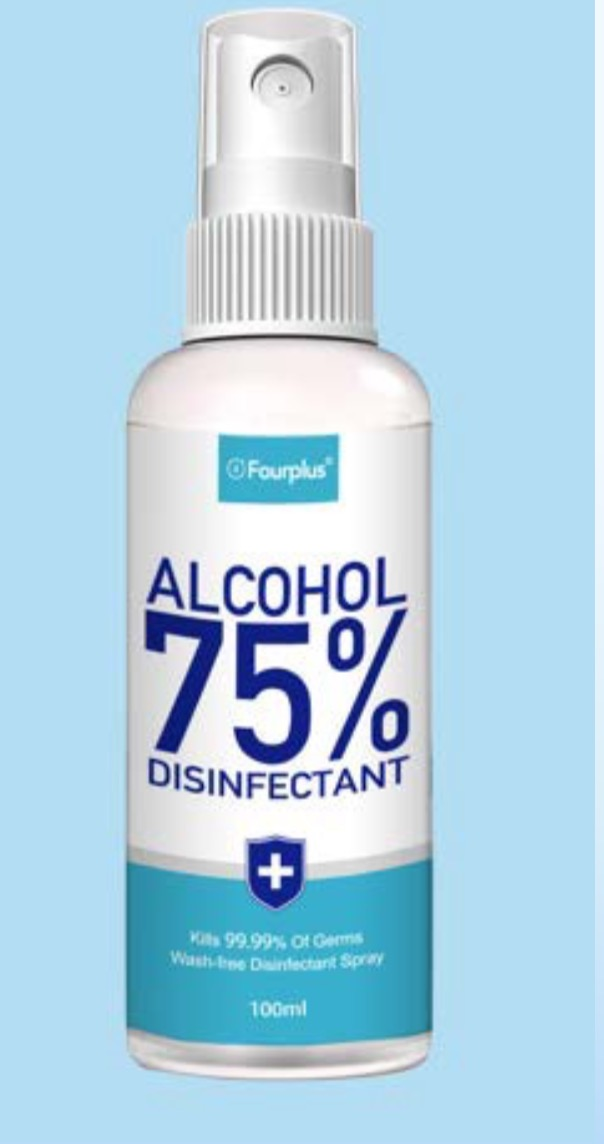 Fourplus®
ALCOHOL
75%
DISINFECTANT
Kills 99.99% Of Germs
Wash-free Disinfectant Spray
100ml